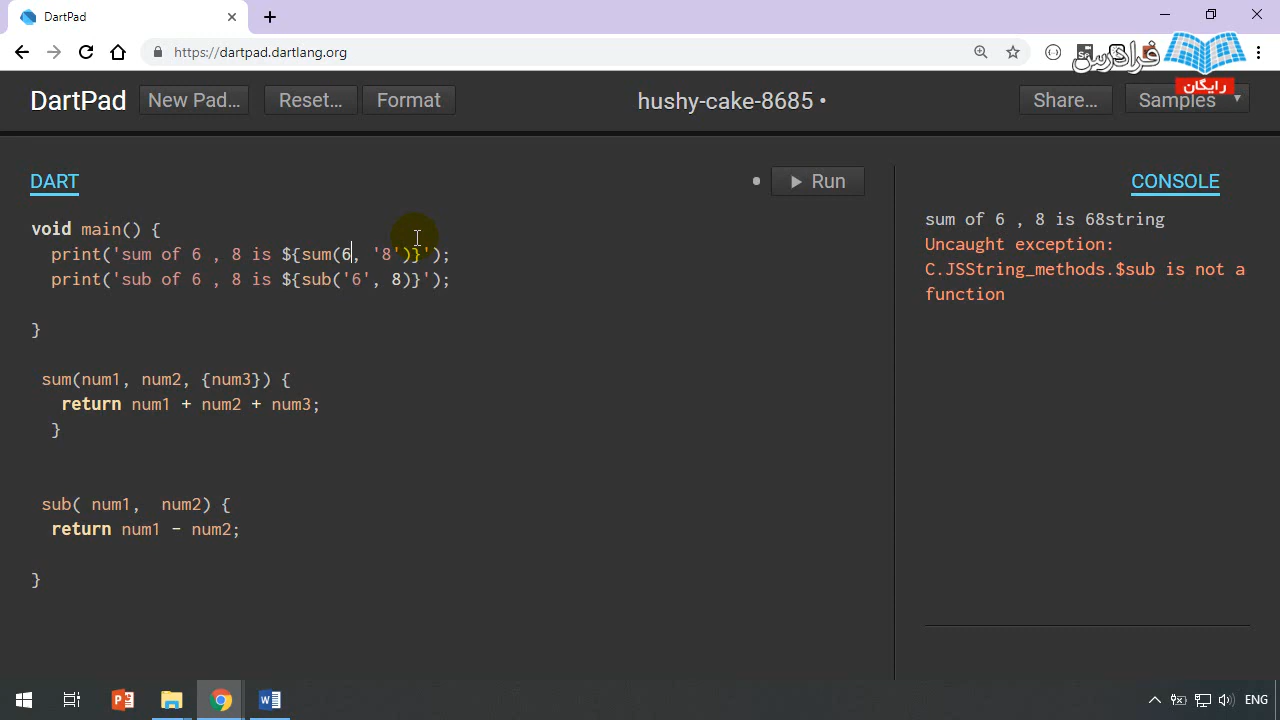 DartPad
https://dartpad.dartlang.org
Se
فرادرس
رایگان
DartPad
New Pad...
Reset...
Format
hushy-cake-8685 •
Share...
Samples
DART
Run
CONSOLE
void main() {
print('sum of 6 , 8 is ${sum(6, '8')}');
print('sub of 6 , 8 is ${sub('6', 8)}');
}
sum(num1, num2, {num3}) {
return num1 + num2 + num3;
}
sub( num1,  num2) {
return num1 - num2;
}
sum of 6 , 8 is 68string
Uncaught exception:
C.JSString_methods.$sub is not a
function
ENG